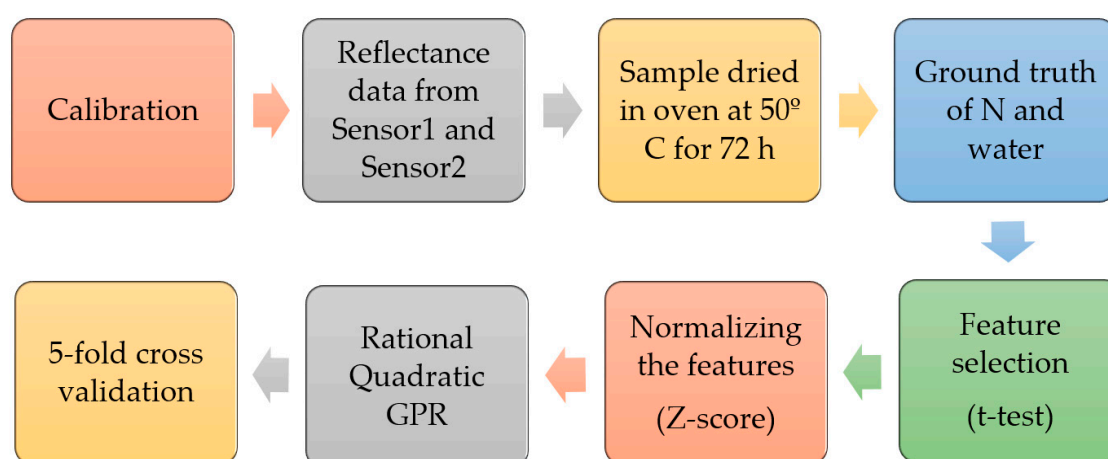 Calibration
Reflectance
data from
Sensor1 and
Sensor2
Sample dried
in oven at 50º
C for 72 h
Ground truth
of N and
water
Feature
selection
(t-test)
Normalizing
the features
(Z-score)
Rational
Quadratic
GPR
5-fold cross
validation